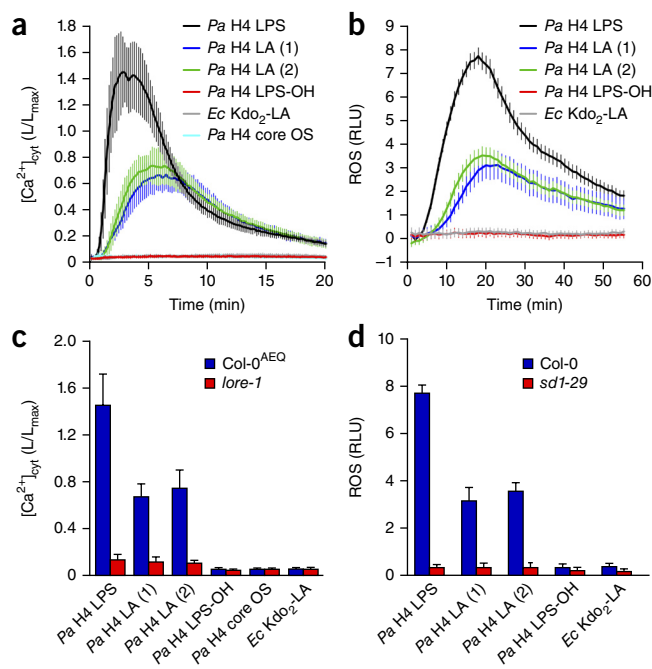 a
[Ca²⁺]cyt (L/Lmax)
1.8
1.6
1.4
1.2
1.0
0.8
0.6
0.4
0.2
0
0
5
10
15
20
Time (min)
Pa H4 LPS
Pa H4 LA (1)
Pa H4 LA (2)
Pa H4 LPS-OH
Ec Kdo₂-LA
Pa H4 core OS
b
ROS (RLU)
9
8
7
6
5
4
3
2
1
0
–1
0
10
20
30
40
50
60
Time (min)
Pa H4 LPS
Pa H4 LA (1)
Pa H4 LA (2)
Pa H4 LPS-OH
Ec Kdo₂-LA
c
[Ca²⁺]cyt (L/Lmax)
2.0
1.6
1.2
0.8
0.4
0
Col-0ᴬᴱQ
lore-1
Pa H4 LPS
Pa H4 LA (1)
Pa H4 LA (2)
Pa H4 LPS-OH
Pa H4 core OS
Ec Kdo₂-LA
d
ROS (RLU)
10
8
6
4
2
0
Col-0
sd1-29
Pa H4 LPS
Pa H4 LA (1)
Pa H4 LA (2)
Pa H4 LPS-OH
Ec Kdo₂-LA